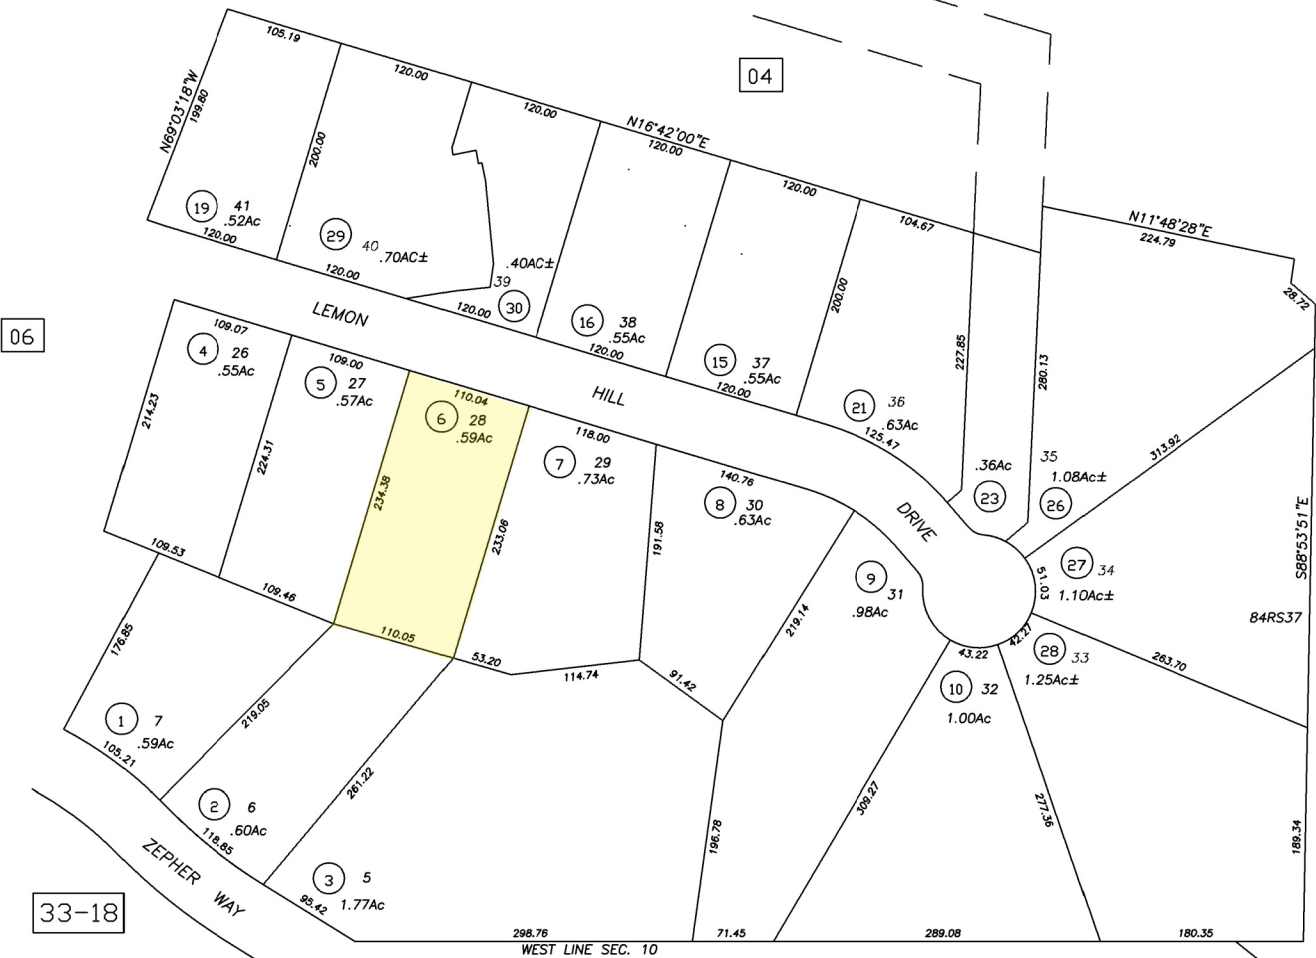 105.19
120.00
04
120.00
N69°03'18"W
199.80
N16°42'00"E
120.00
200.00
120.00
19 41
.52Ac
120.00
104.67
N11°48'28"E
224.79
29 40
.70AC±
120.00
.40AC±
39
30
120.00
28.72
LEMON
200.00
06
109.07
4 26
.55Ac
16 38
.55Ac
120.00
109.00
5 27
.57Ac
15 37
.55Ac
120.00
227.85
280.13
HILL
110.04
6 28
.59Ac
21 36
.63Ac
125.47
214.23
224.31
118.00
7 29
.73Ac
313.92
.36Ac
23
35
1.08Ac±
26
140.76
8 30
.63Ac
234.38
233.06
191.58
DRIVE
109.53
109.46
9 31
.98Ac
51.03
27 34
1.10Ac±
S88°53'51"E
84RS37
219.14
110.05
53.20
114.74
91.42
176.85
43.22
42.27
28 33
1.25Ac±
263.70
10 32
1.00Ac
1 7
.59Ac
105.21
219.05
261.22
309.27
277.36
2 6
.60Ac
118.85
196.78
189.34
ZEPHER WAY
3 5
1.77Ac
95.42
33-18
298.76
71.45
289.08
180.35
WEST LINE SEC. 10